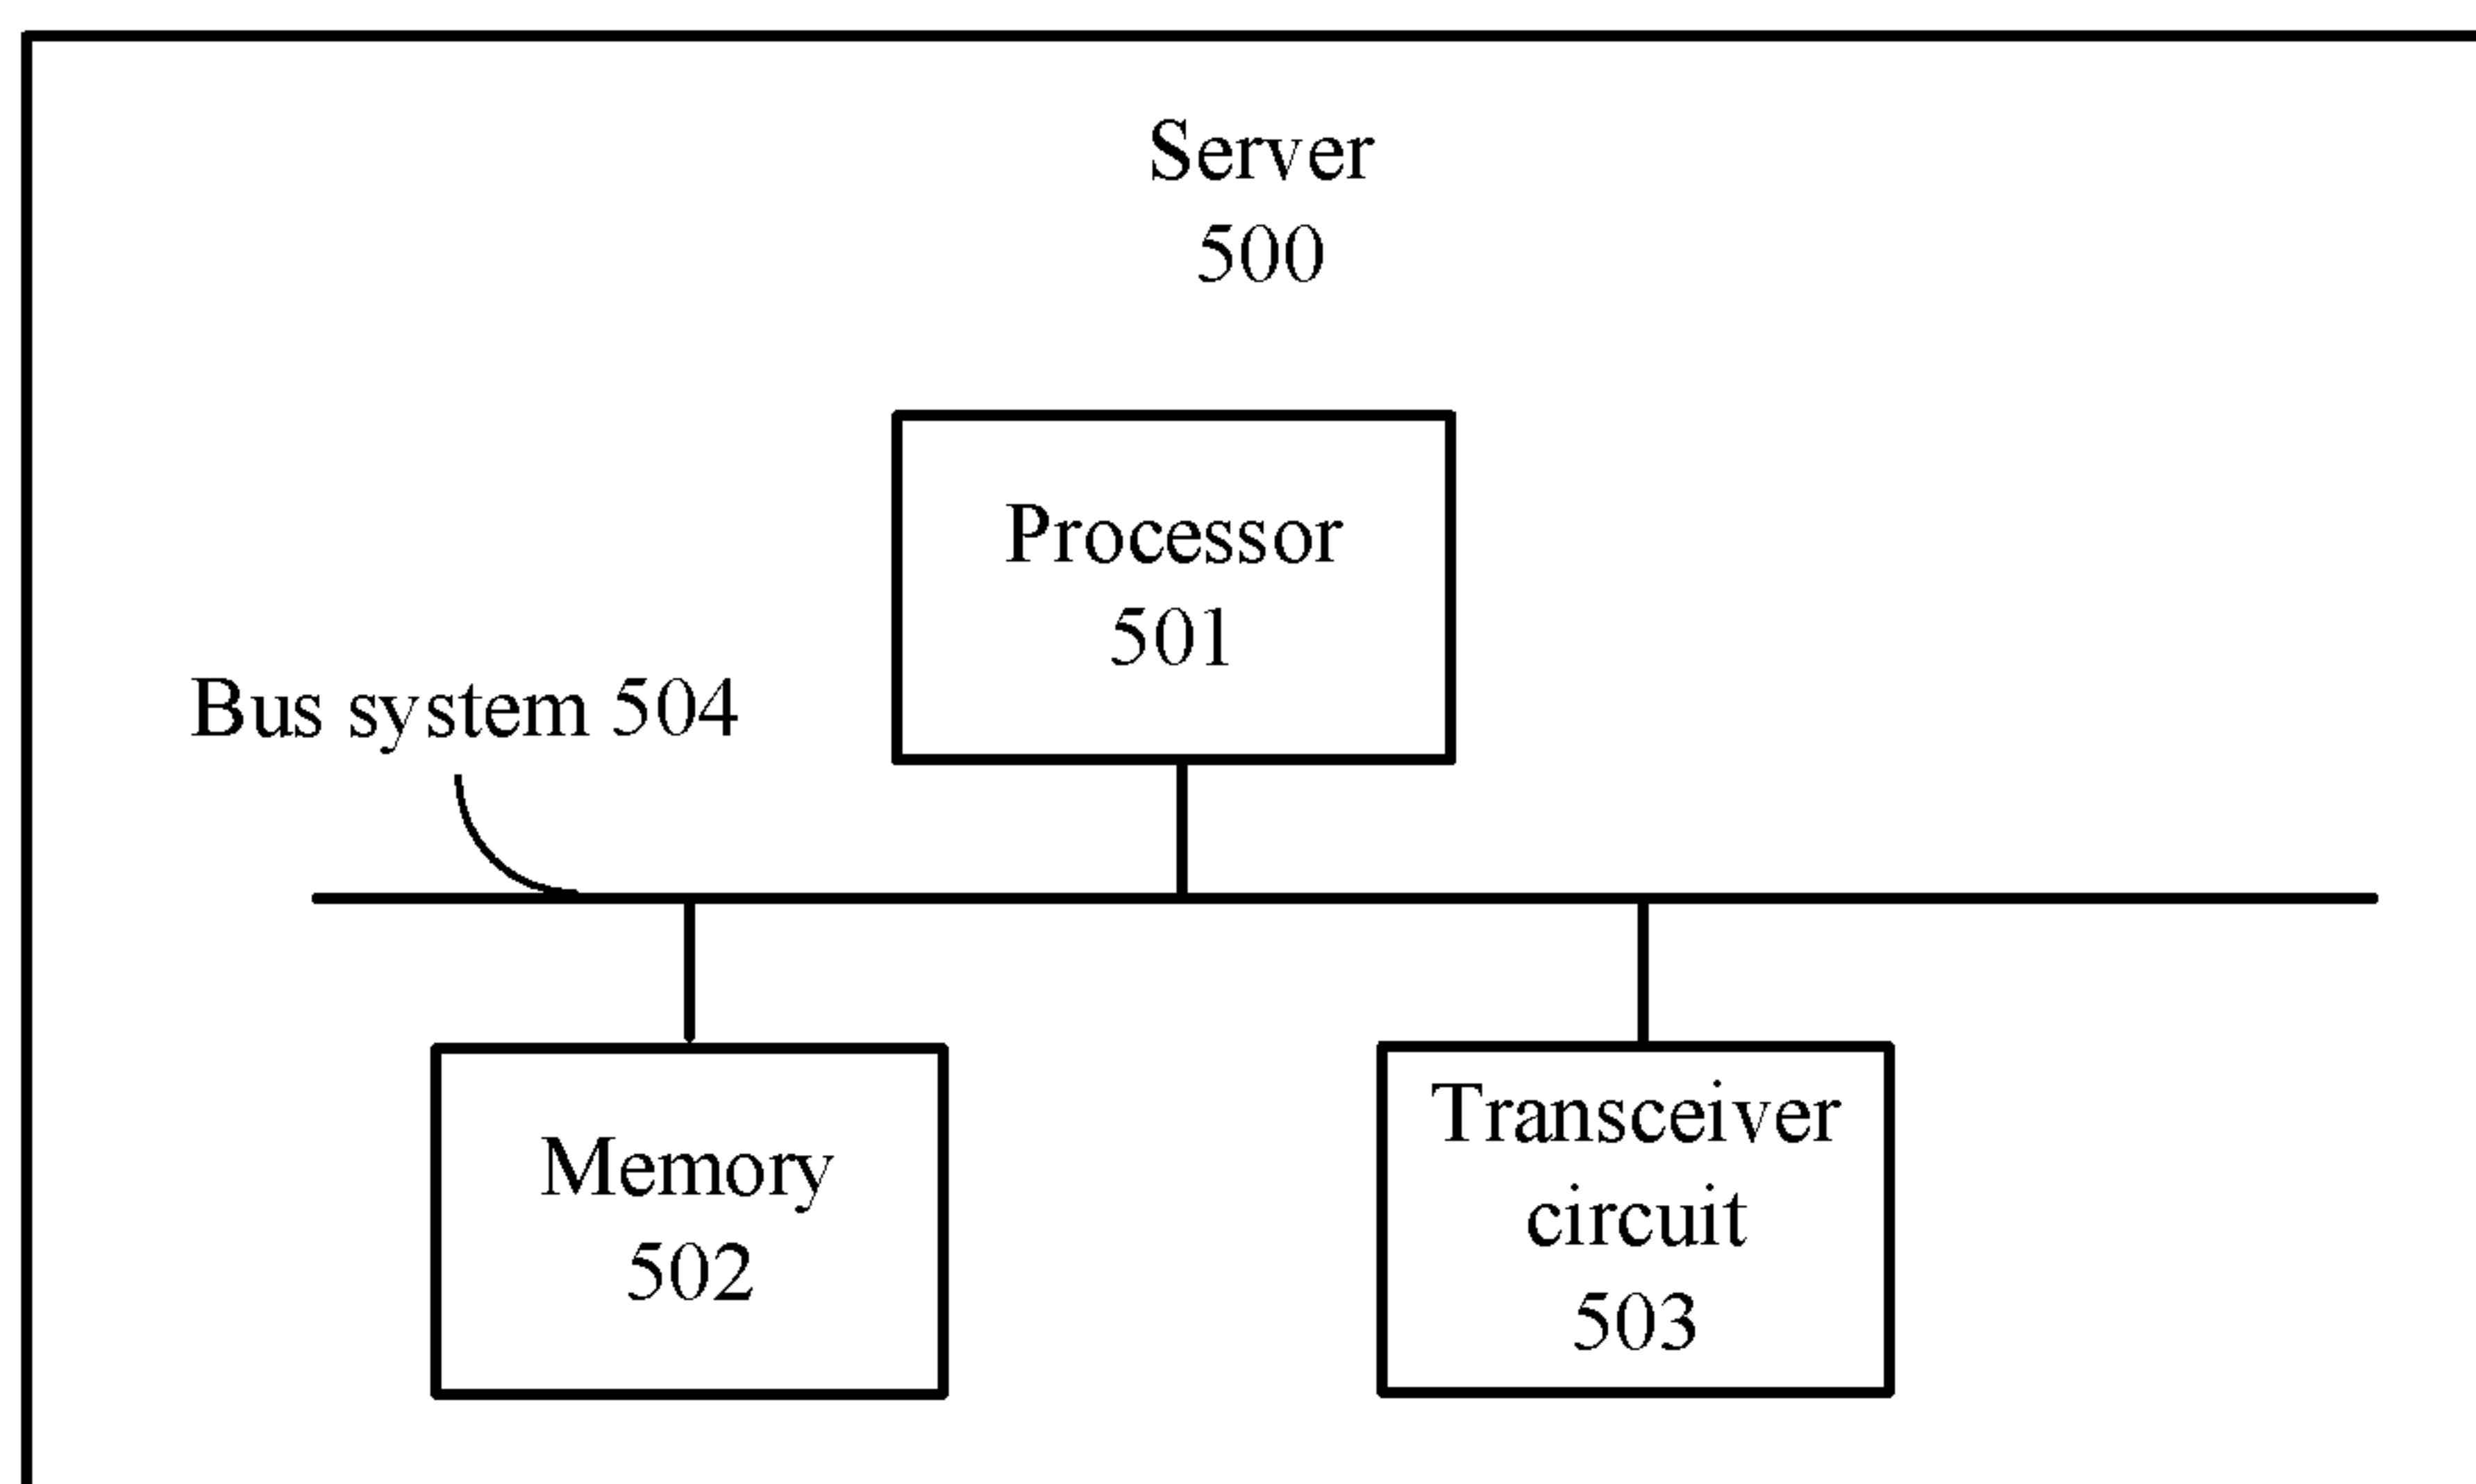 Server
500
Processor
501
Bus system 504
Memory
502
Transceiver
circuit
503